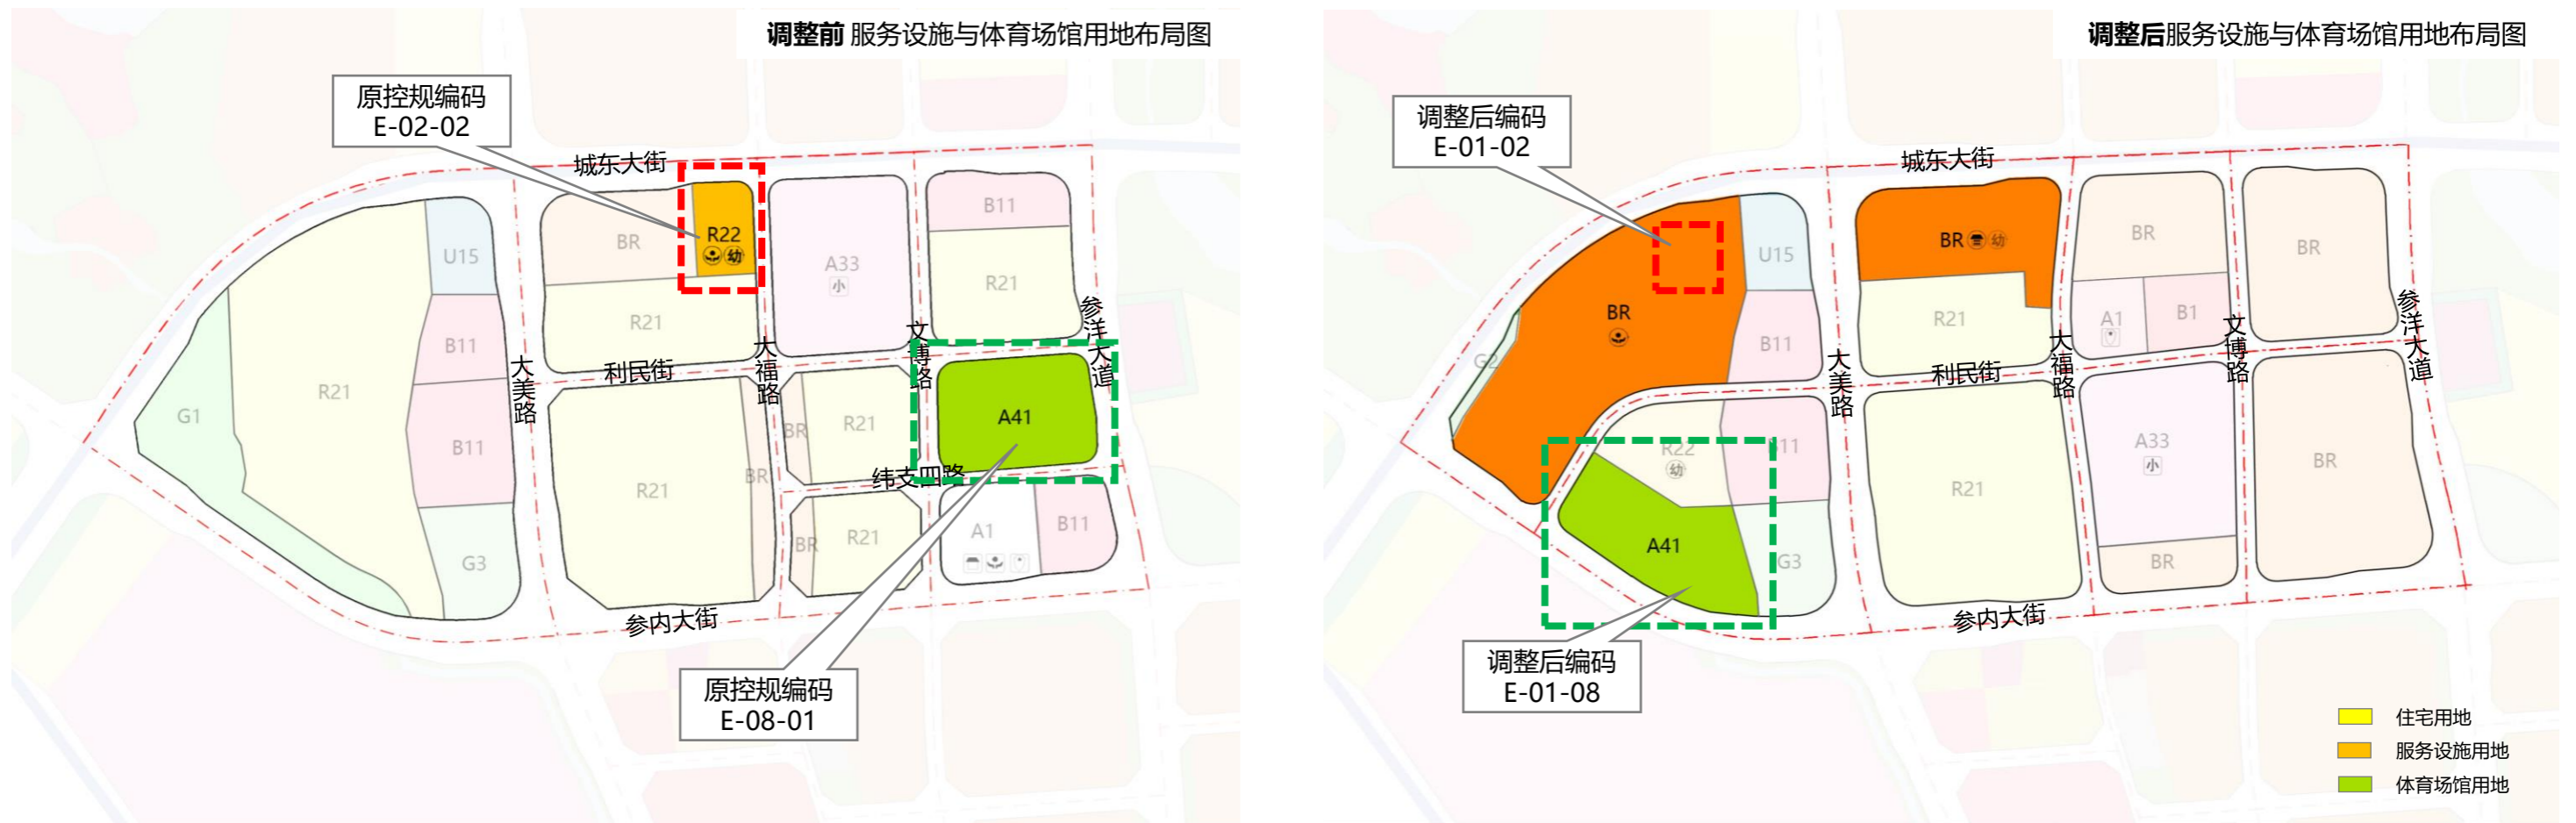 调整前 服务设施与体育场馆用地布局图
原控规编码
E-02-02
城东大街
BR
R22
幼
U15
A33
小
B11
R21
R21
B11
G1
R21
B11
大美路
利民街
大福路
文博路
参洋大道
R21
BR
BR
R21
A41
纬支四路
BR
R21
A1
B11
G3
参内大街
原控规编码
E-08-01
调整后服务设施与体育场馆用地布局图
调整后编码
E-01-02
城东大街
U15
BR
幼
BR
BR
BR
B11
R21
A1
B1
G2
大美路
利民街
大福路
文博路
参洋大道
R22
幼
B11
R21
A33
小
BR
A41
G3
BR
参内大街
调整后编码
E-01-08
住宅用地
服务设施用地
体育场馆用地